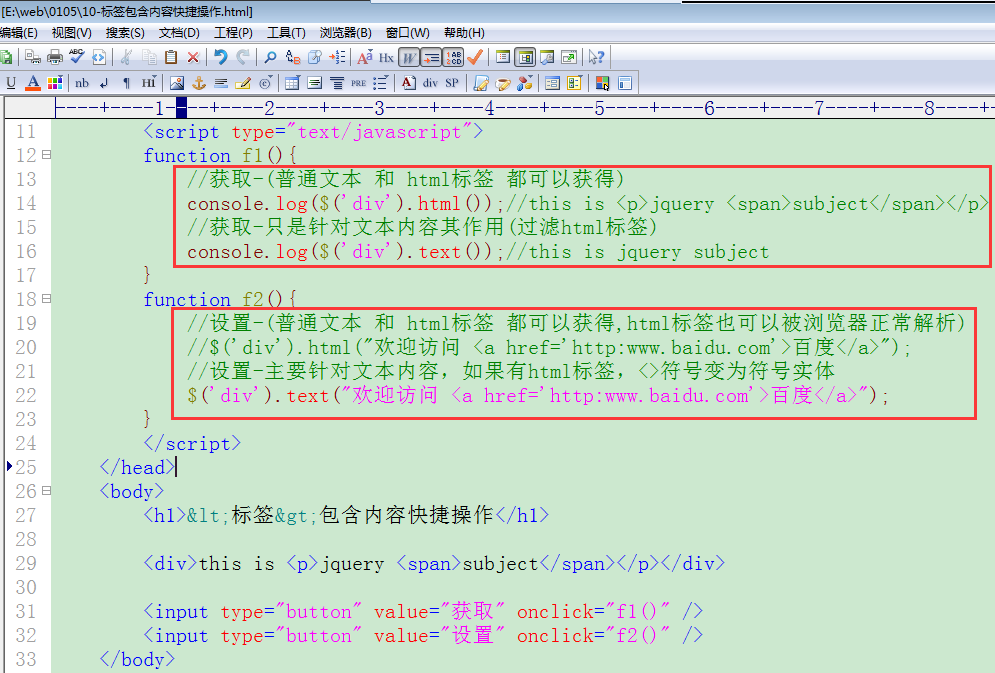 [E:\web\0105\10-标签包含内容快捷操作.html]
编辑(E) 视图(V) 搜索(S) 文档(D) 工程(P) 工具(T) 浏览器(B) 窗口(W) 帮助(H)
ABC Hx W
U A nb ¶ HI PRE A div SP
1 2 3 4 5 6 7 8
11 <script type="text/javascript">
12 function f1(){
13 //获取-(普通文本 和 html标签 都可以获得)
14 console.log($('div').html());//this is <p>jquery <span>subject</span></p>
15 //获取-只是针对文本内容其作用(过滤html标签)
16 console.log($('div').text());//this is jquery subject
17 }
18 function f2(){
19 //设置-(普通文本 和 html标签 都可以获得,html标签也可以被浏览器正常解析)
20 //$('div').html("欢迎访问 <a href='http:www.baidu.com'>百度</a>");
21 //设置-主要针对文本内容，如果有html标签，<>符号变为符号实体
22 $('div').text("欢迎访问 <a href='http:www.baidu.com'>百度</a>");
23 }
24 </script>
25 </head>
26 <body>
27 <h1>&lt;标签&gt;包含内容快捷操作</h1>
28
29 <div>this is <p>jquery <span>subject</span></p></div>
30
31 <input type="button" value="获取" onclick="f1()" />
32 <input type="button" value="设置" onclick="f2()" />
33 </body>